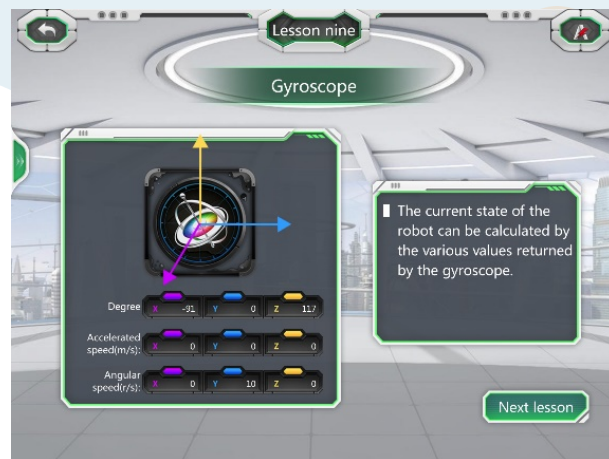 Lesson nine
Gyroscope
The current state of the
robot can be calculated by
the various values returned
by the gyroscope.
Degree
X -91 Y 0 Z 117
Accelerated
speed(m/s):
X 0 Y 0 Z 0
Angular
speed(r/s):
X 0 Y 10 Z 0
Next lesson